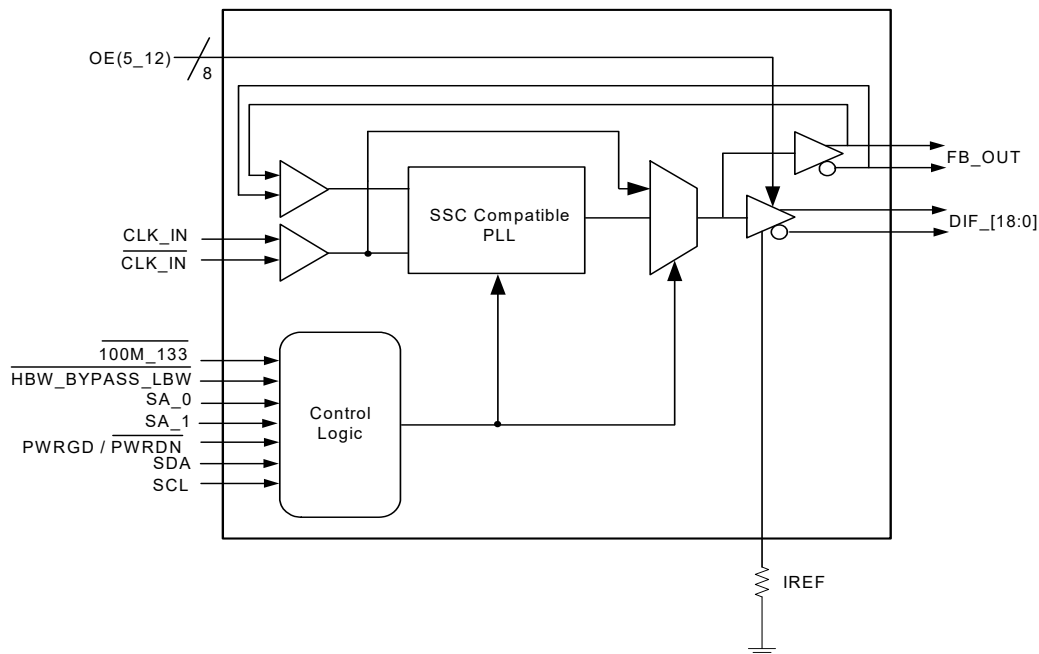 OE(5_12)
8
FB_OUT
SSC Compatible
PLL
DIF_[18:0]
CLK_IN
CLK_IN
100M_133
HBW_BYPASS_LBW
SA_0
SA_1
PWRGD / PWRDN
SDA
SCL
Control
Logic
IREF